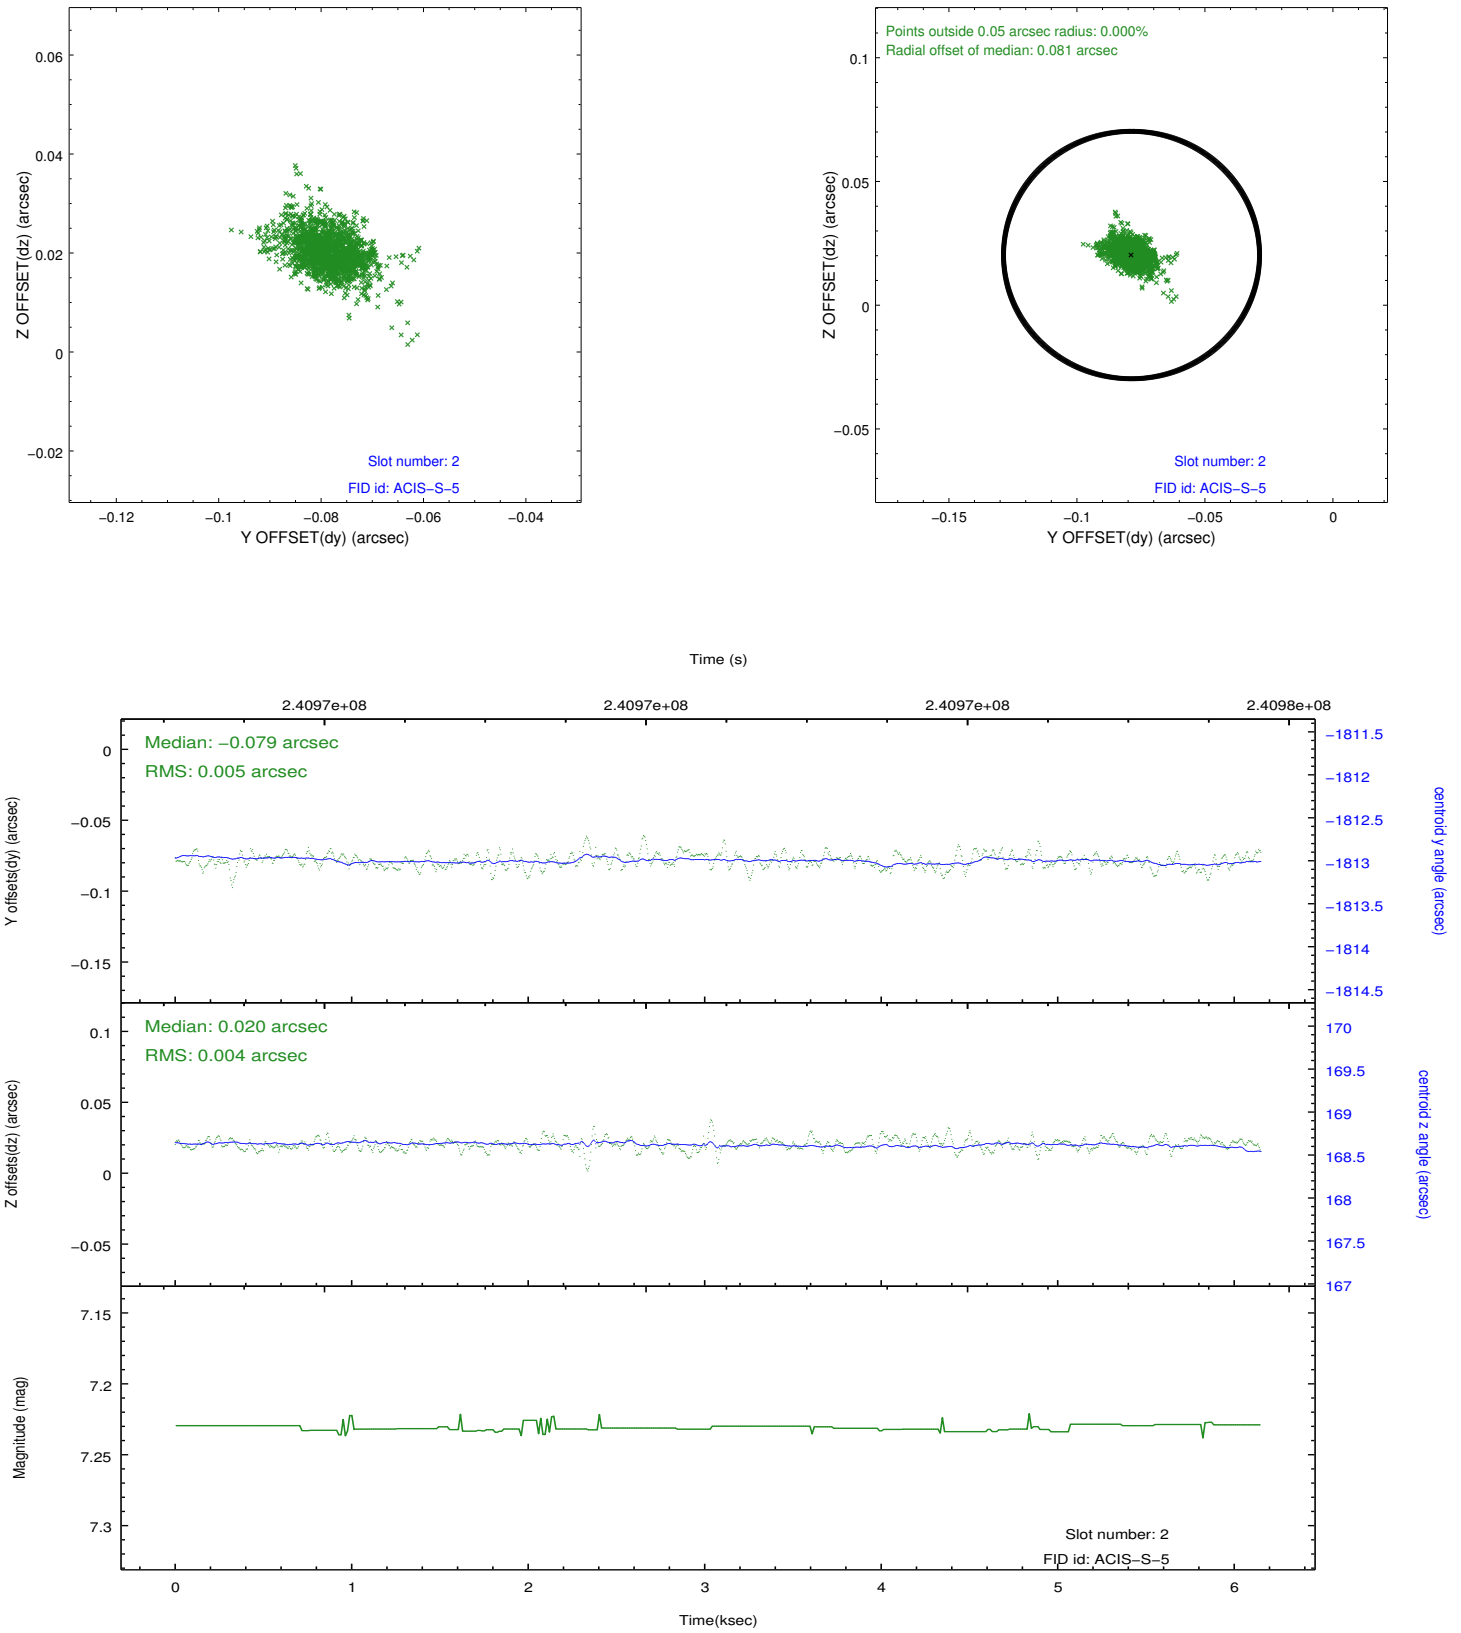 0.06
0.04
0.02
0
−0.02
Z OFFSET(dz) (arcsec)
Slot number: 2
FID id: ACIS−S−5
−0.12
−0.1
−0.08
−0.06
−0.04
Y OFFSET(dy) (arcsec)
Points outside 0.05 arcsec radius: 0.000%
Radial offset of median: 0.081 arcsec
0.1
0.05
0
−0.05
Z OFFSET(dz) (arcsec)
Slot number: 2
FID id: ACIS−S−5
−0.15
−0.1
−0.05
0
Y OFFSET(dy) (arcsec)
Time (s)
2.4097e+08
2.4097e+08
2.4097e+08
2.4098e+08
Median: −0.079 arcsec
RMS: 0.005 arcsec
0
−0.05
−0.1
−0.15
Y offsets(dy) (arcsec)
−1811.5
−1812
−1812.5
−1813
−1813.5
−1814
−1814.5
centroid y angle (arcsec)
Median: 0.020 arcsec
RMS: 0.004 arcsec
0.1
0.05
0
−0.05
Z offsets(dz) (arcsec)
170
169.5
169
168.5
168
167.5
167
centroid z angle (arcsec)
7.15
7.2
7.25
7.3
Magnitude (mag)
Slot number: 2
FID id: ACIS−S−5
0
1
2
3
4
5
6
Time(ksec)